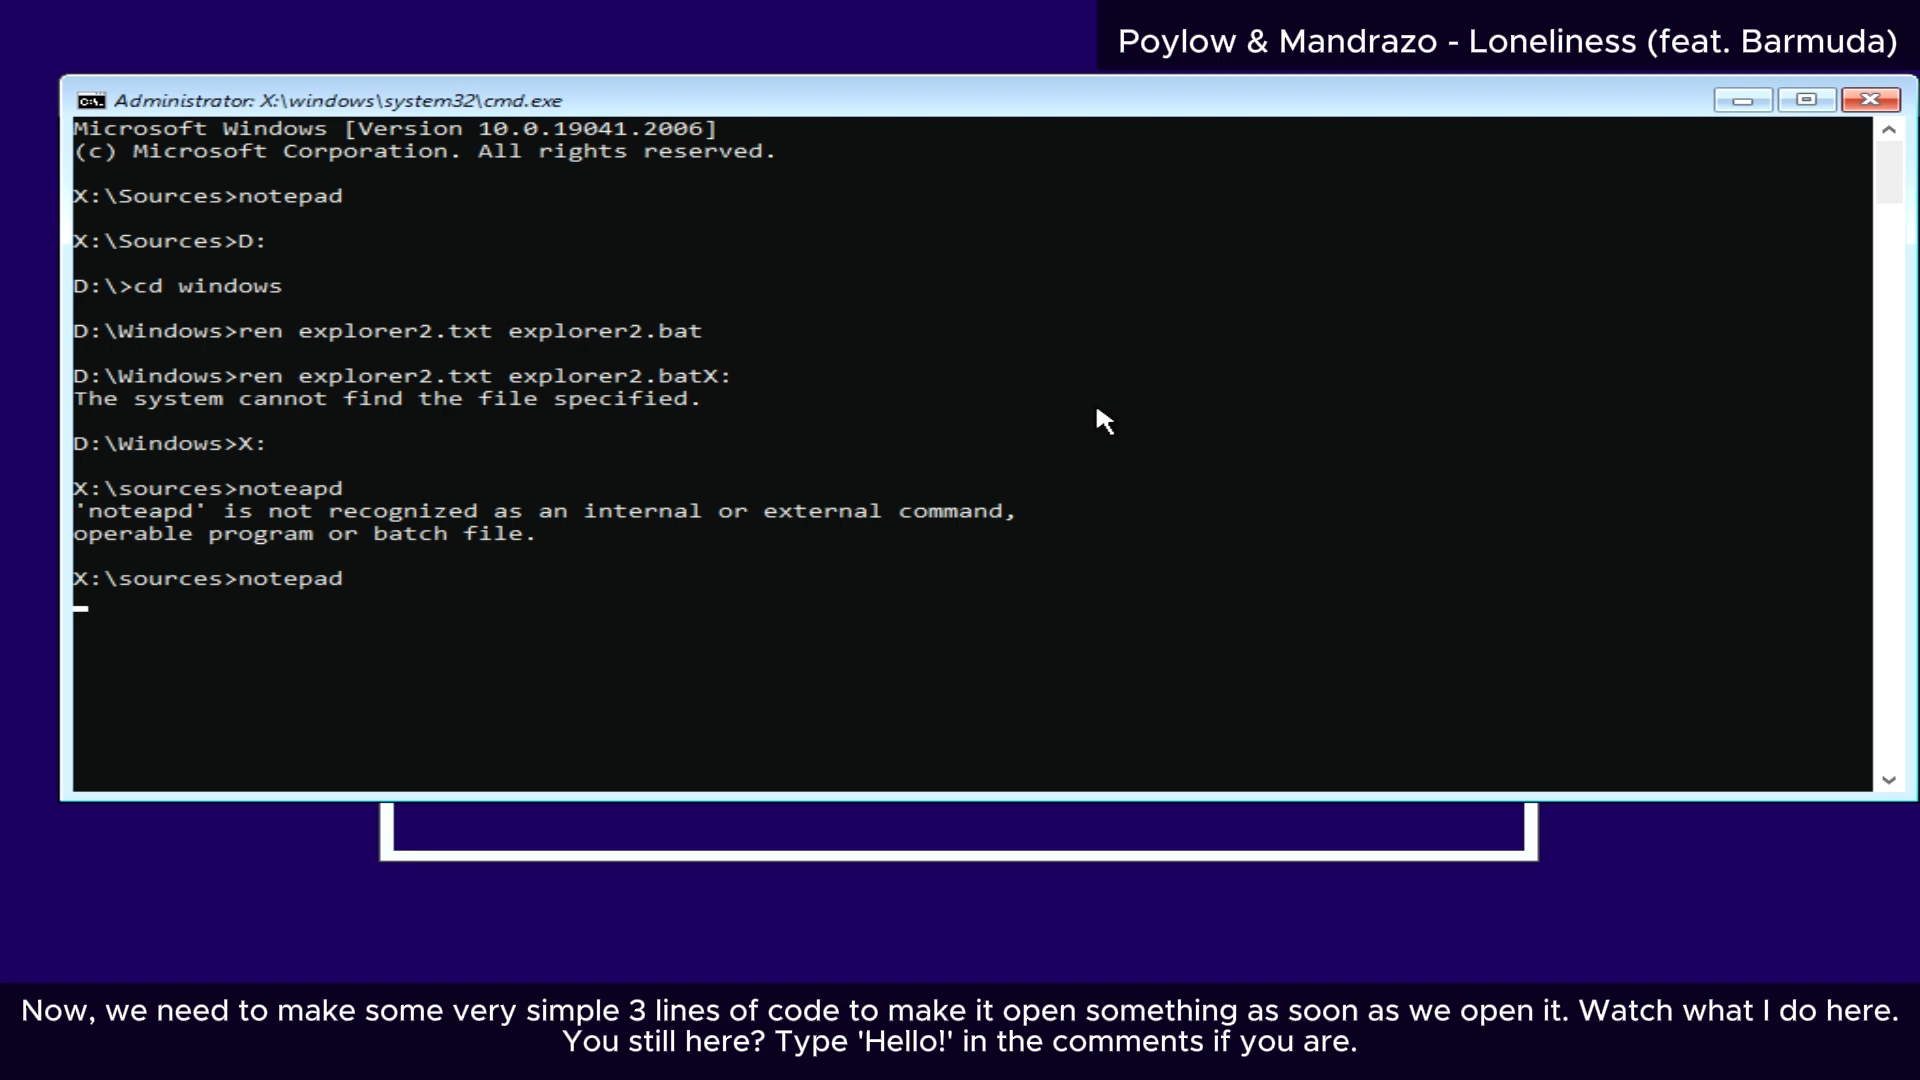 Poylow & Mandrazo - Loneliness (feat. Barmuda)
Administrator: X:\windows\system32\cmd.exe
Microsoft Windows [Version 10.0.19041.2006]
(c) Microsoft Corporation. All rights reserved.
X:\Sources>notepad
X:\Sources>D:
D:\>cd windows
D:\Windows>ren explorer2.txt explorer2.bat
D:\Windows>ren explorer2.txt explorer2.batX:
The system cannot find the file specified.
D:\Windows>X:
X:\sources>noteapd
'noteapd' is not recognized as an internal or external command,
operable program or batch file.
X:\sources>notepad
Now, we need to make some very simple 3 lines of code to make it open something as soon as we open it. Watch what I do here.
You still here? Type 'Hello!' in the comments if you are.